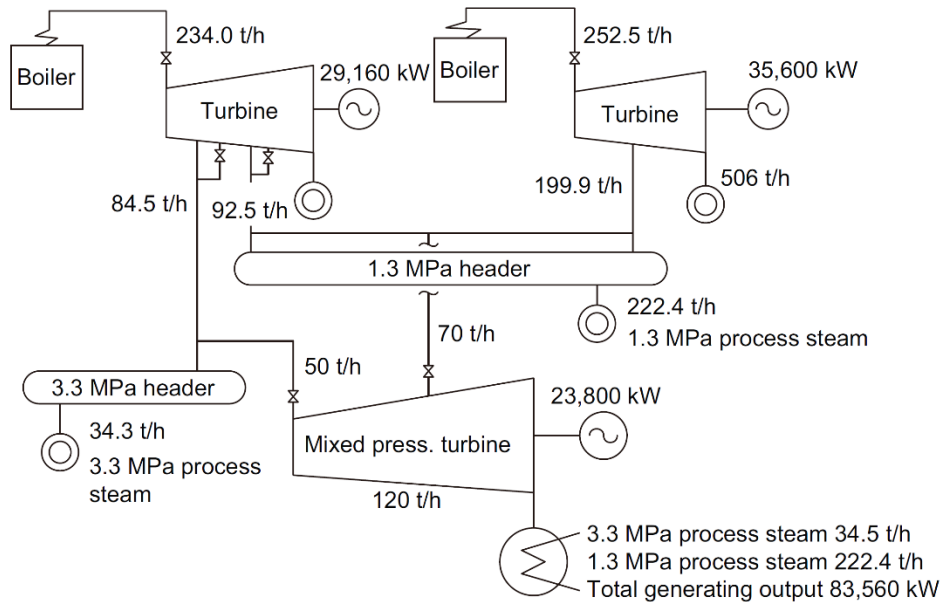 234.0 t/h
Boiler
29,160 kW
Turbine
252.5 t/h
Boiler
35,600 kW
Turbine
84.5 t/h
92.5 t/h
199.9 t/h
506 t/h
1.3 MPa header
222.4 t/h
1.3 MPa process steam
70 t/h
50 t/h
3.3 MPa header
34.3 t/h
3.3 MPa process
steam
23,800 kW
Mixed press. turbine
120 t/h
3.3 MPa process steam 34.5 t/h
1.3 MPa process steam 222.4 t/h
Total generating output 83,560 kW